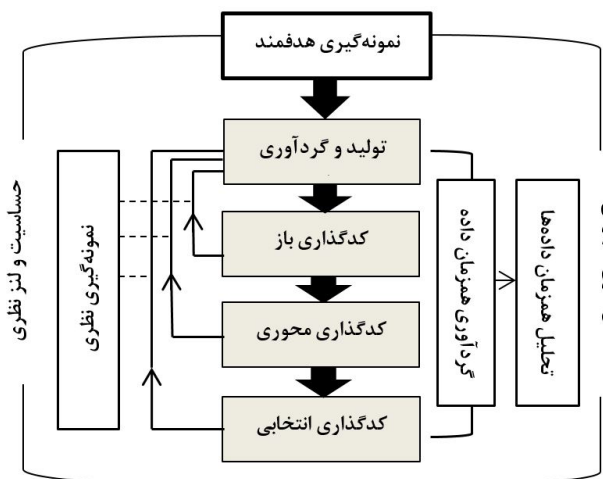 نمونه‌گیری هدفمند
تولید و گردآوری
کدگذاری باز
کدگذاری محوری
کدگذاری انتخابی
گردآوری همزمان داده
تحلیل همزمان داده‌ها
نمونه‌گیری نظری
حساسیت و لنز نظری